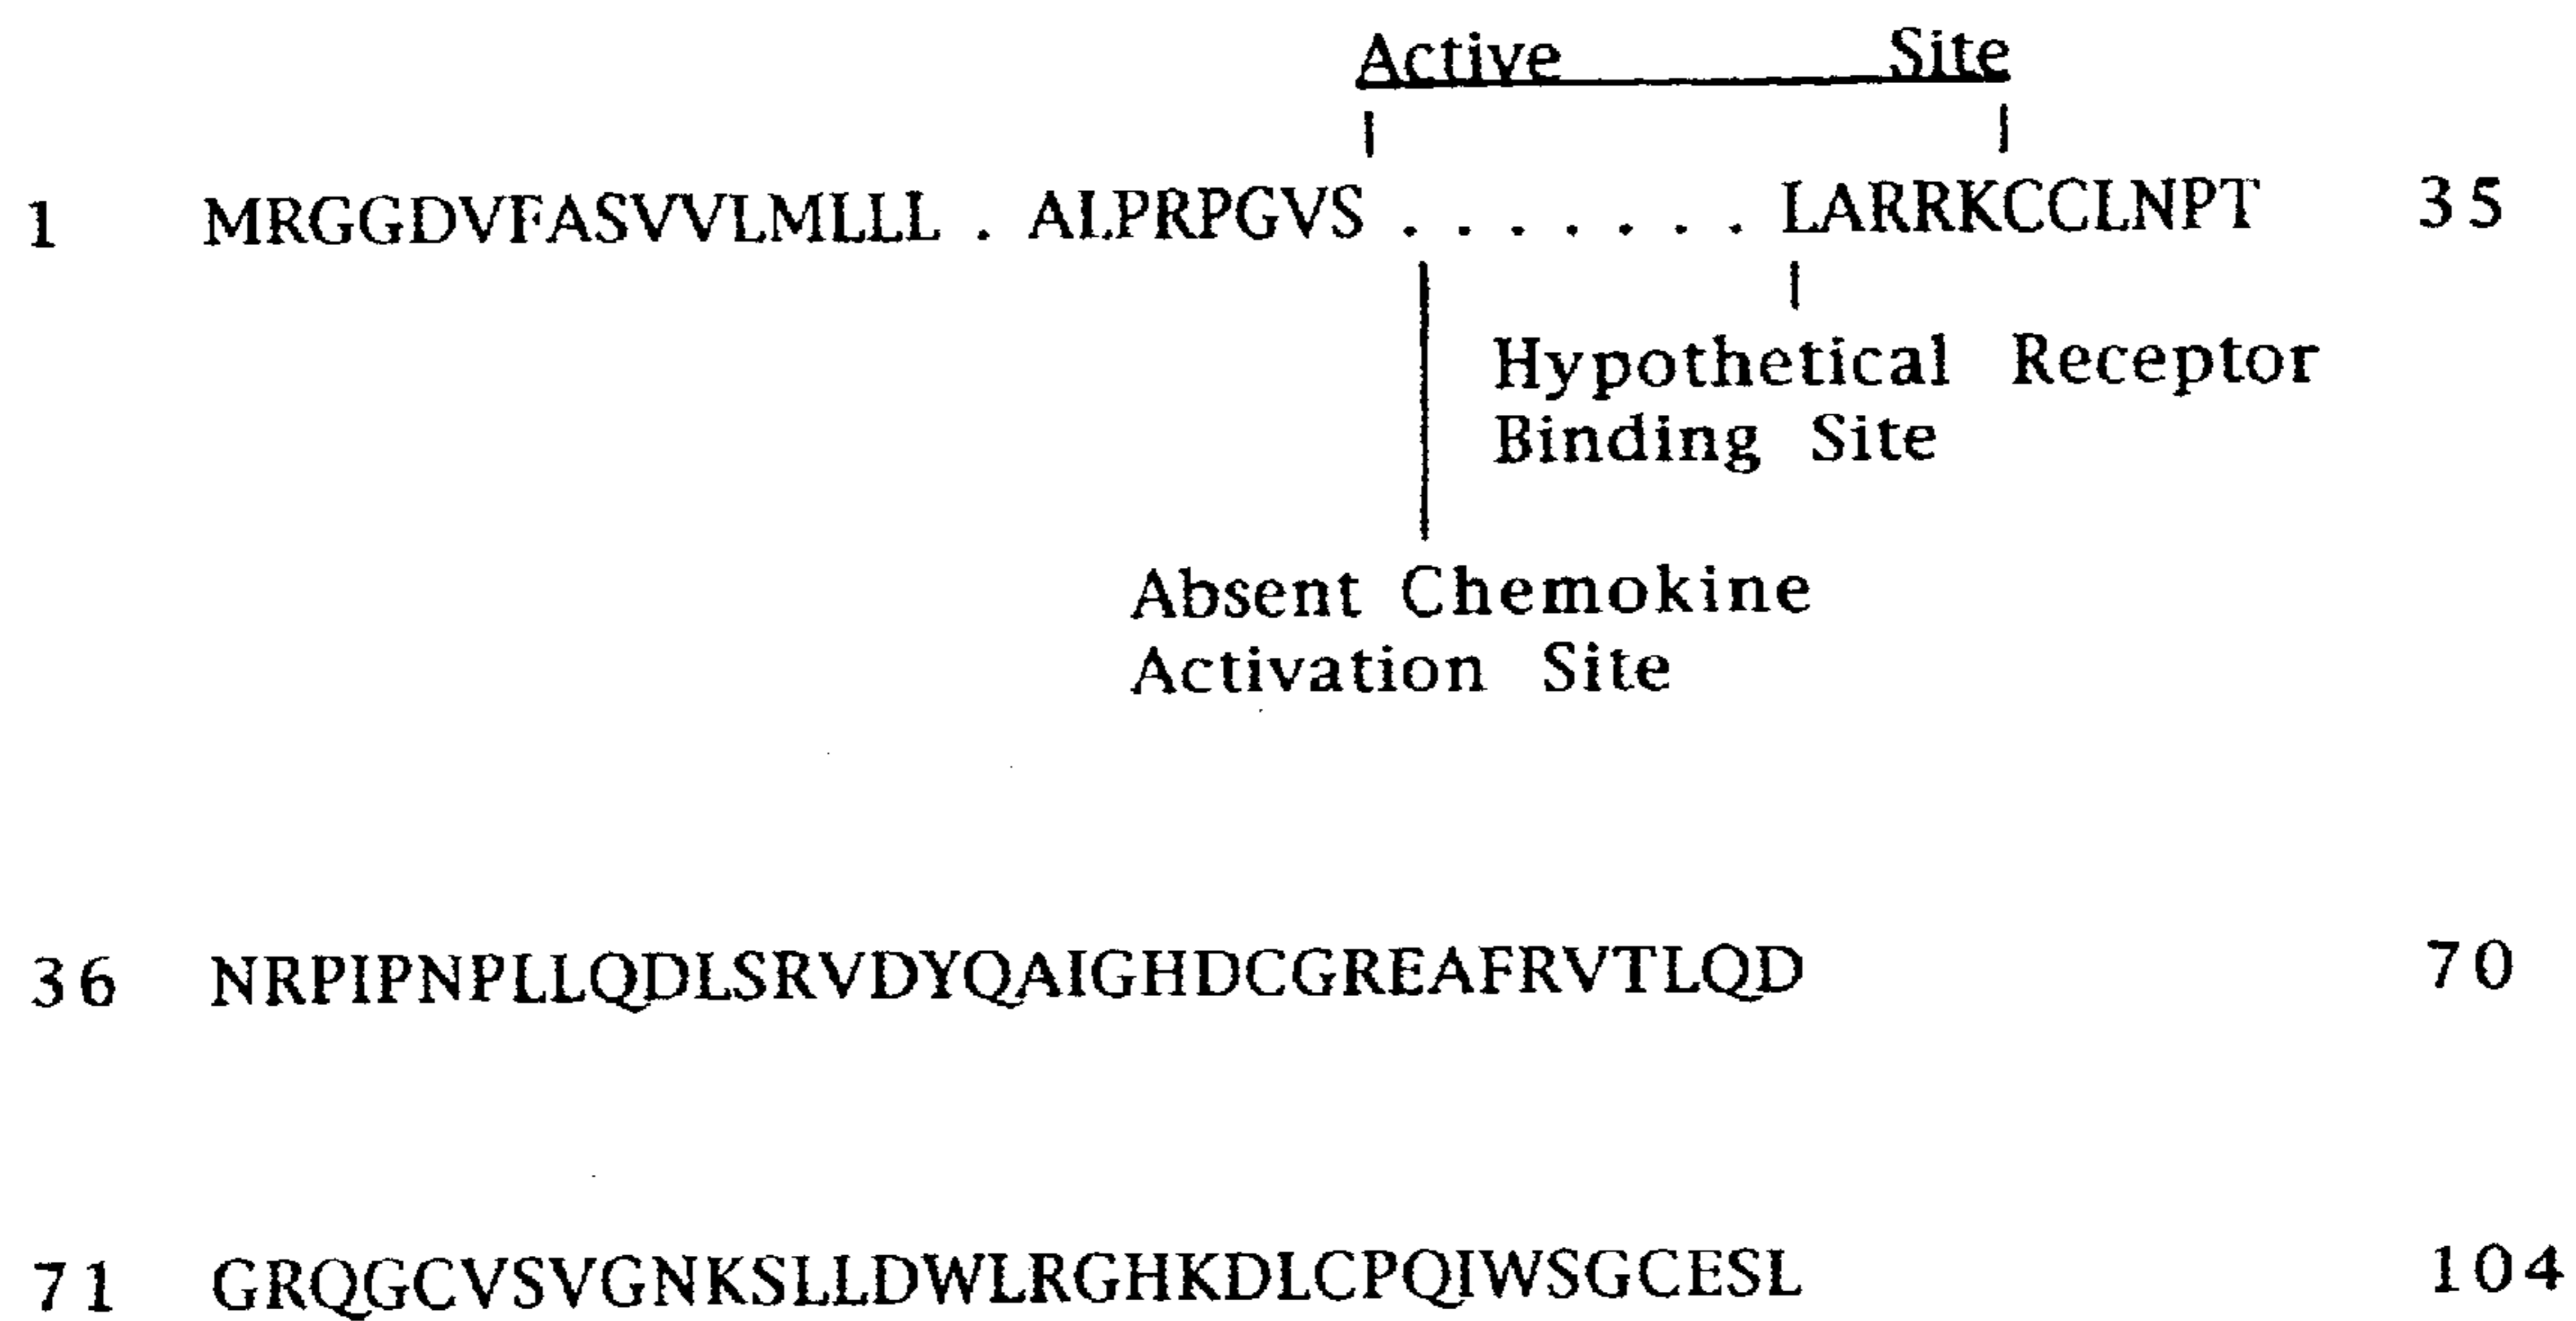 Active Site
1 MRGGDVFASVVLMLLL . ALPRPGVS . . . . . . . LARRKCCLNPT 35
Hypothetical Receptor
Binding Site
Absent Chemokine
Activation Site
36 NRPIPNPLLQDLSRVDYQAIGHDCGREAFRVTLQD 70
71 GRQGCVSVGNKSLLDWLRGHKDLCPQIWSGCESL 104